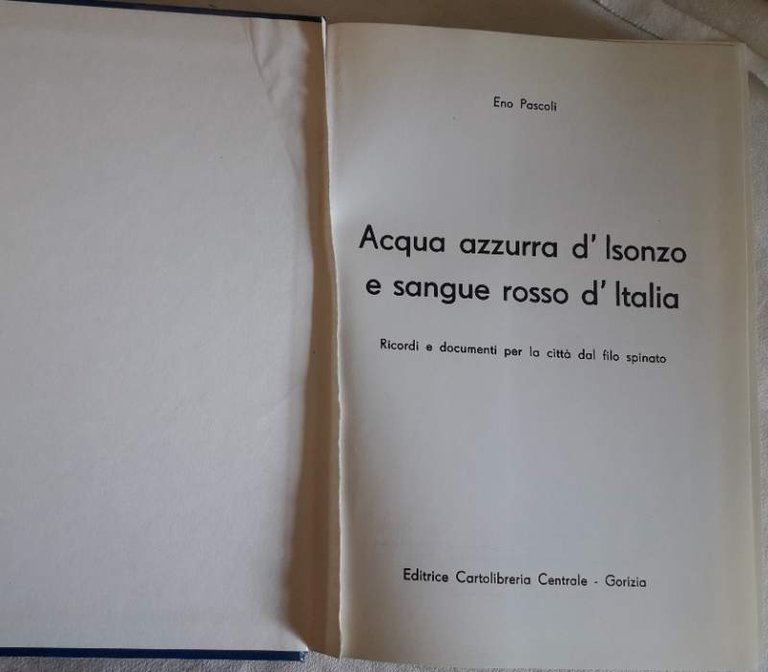 Eno Pascoli
Acqua azzurra d' Isonzo
e sangue rosso d' Italia
Ricordi e documenti per la città dal filo spinato
Editrice Cartolibreria Centrale - Gorizia